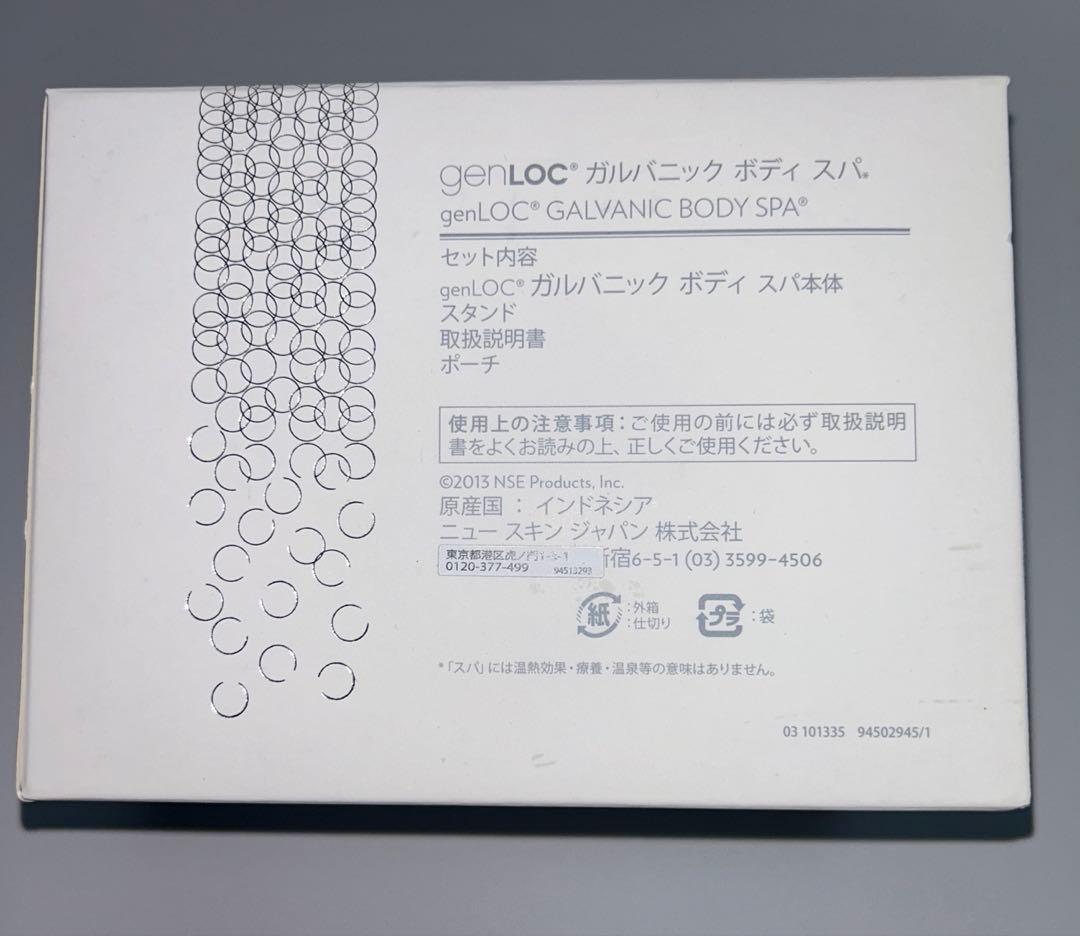 genLOC® ガルバニック ボディ スパ*
genLOC® GALVANIC BODY SPA®
セット内容
genLOC® ガルバニック ボディ スパ本体
スタンド
取扱説明書
ポーチ
使用上の注意事項：ご使用の前には必ず取扱説明
書をよくお読みの上、正しくご使用ください。
©2013 NSE Products, Inc.
原産国 ： インドネシア
ニュー スキン ジャパン 株式会社
東京都港区虎ノ門
宿6-5-1 (03) 3599-4506
0120-377-499 94513293
紙 :外箱
:仕切り
プラ :袋
*「スパ」には温熱効果・療養・温泉等の意味はありません。
03 101335 94502945/1